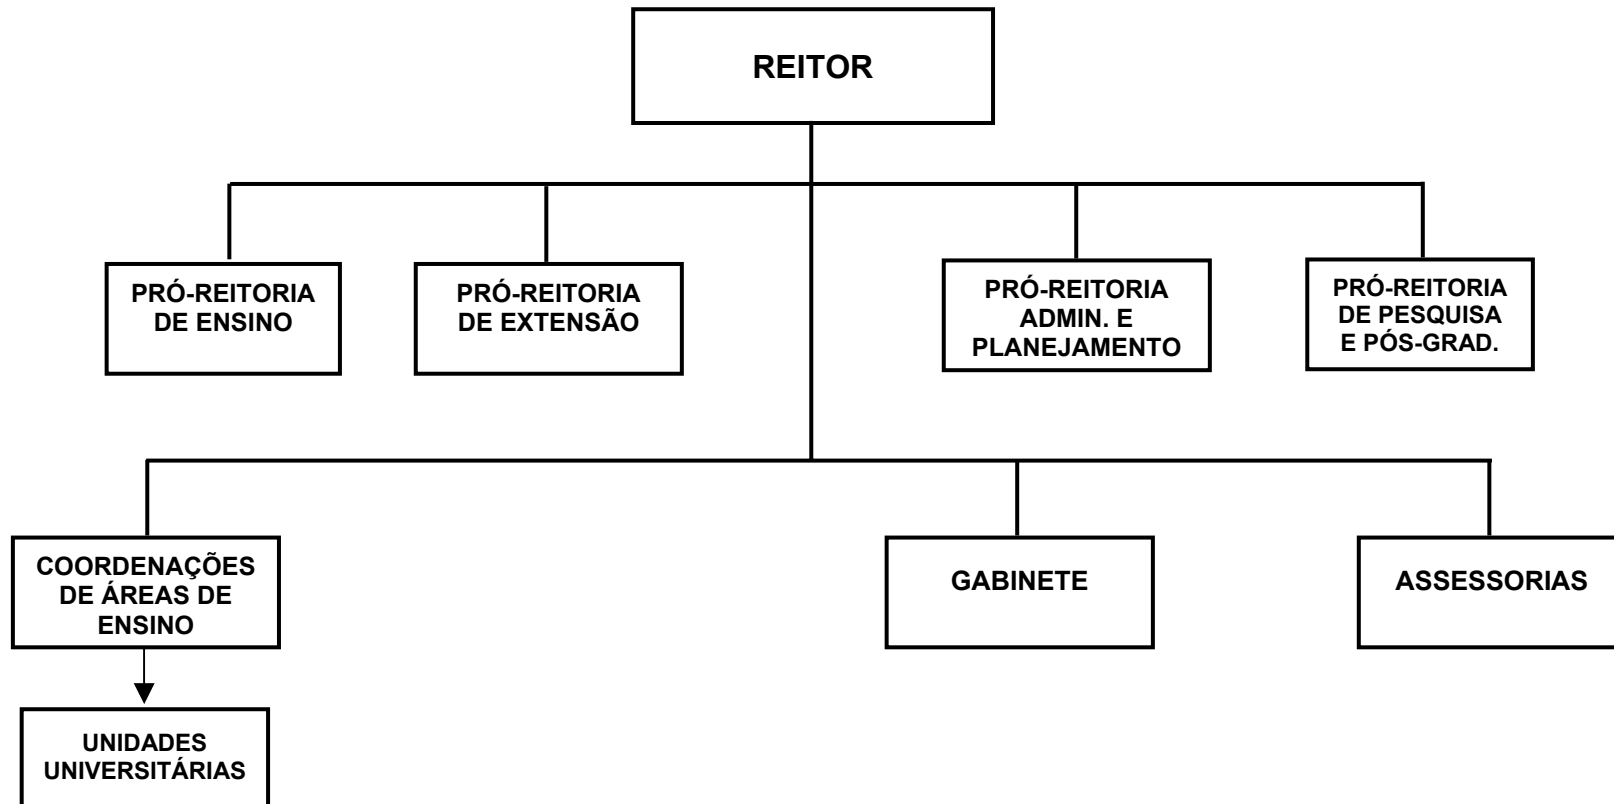 REITOR
PRÓ-REITORIA
DE ENSINO
PRÓ-REITORIA
DE EXTENSÃO
PRÓ-REITORIA
ADMIN. E
PLANEJAMENTO
PRÓ-REITORIA
DE PESQUISA
E PÓS-GRAD.
COORDENAÇÕES
DE ÁREAS DE
ENSINO
GABINETE
ASSESSORIAS
UNIDADES
UNIVERSITÁRIAS